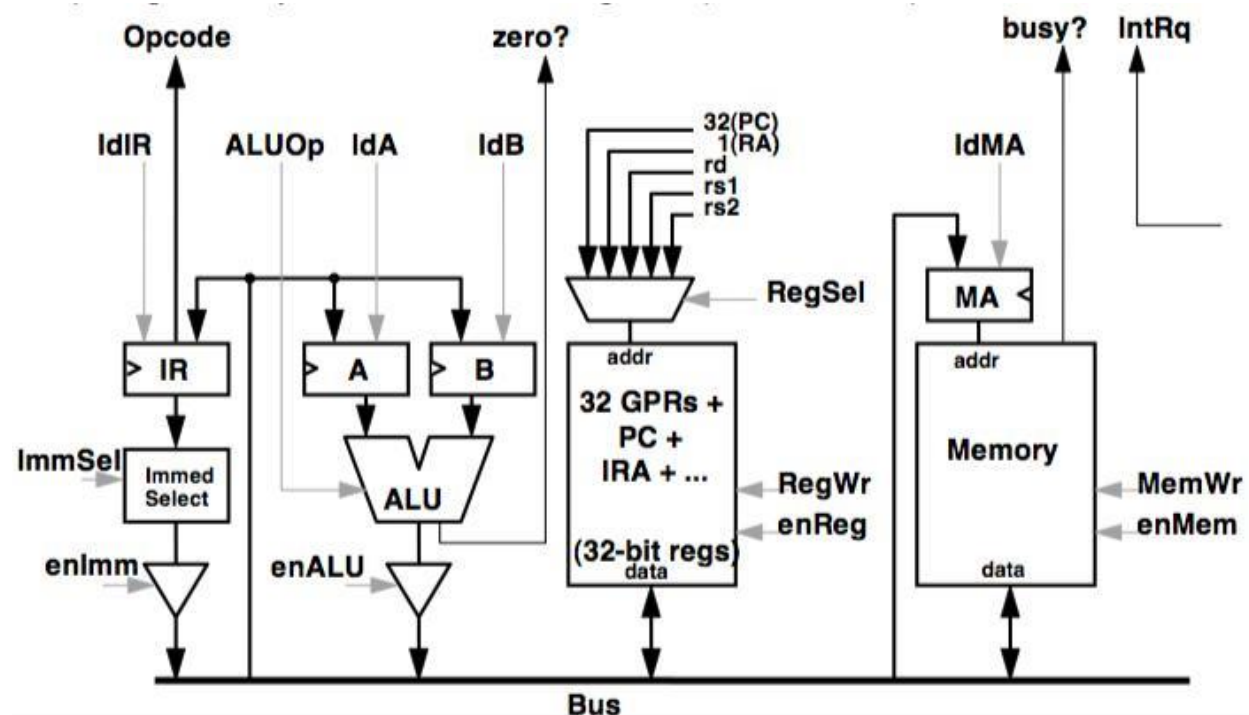 Opcode
zero?
busy?
IntRq
ldIR
ALUOp
ldA
ldB
32(PC)
1(RA)
rd
rs1
rs2
ldMA
RegSel
MA
IR
A
B
addr
addr
32 GPRs +
PC +
IRA + ...
Memory
ImmSel
Immed
Select
ALU
RegWr
MemWr
enReg
enMem
(32-bit regs)
data
data
enImm
enALU
Bus